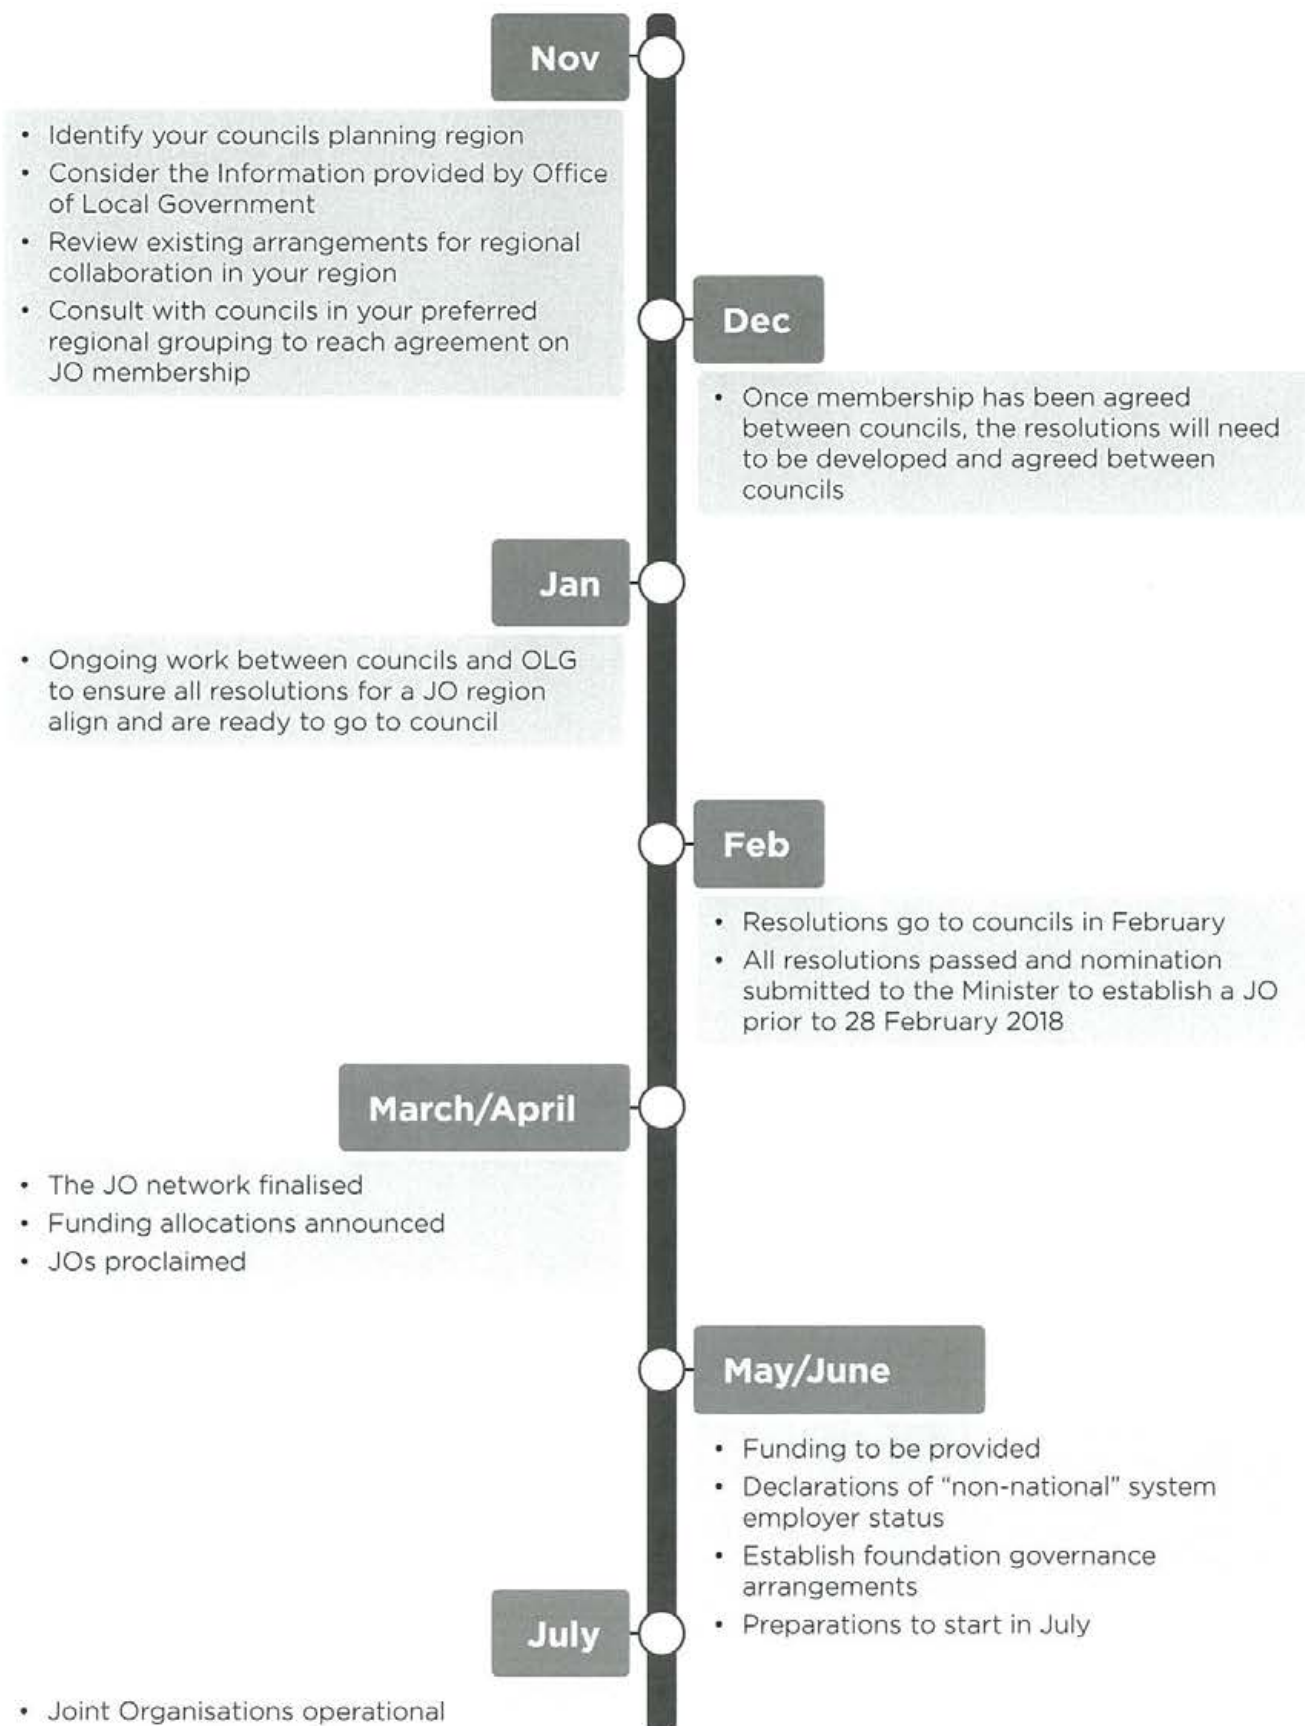 Nov
• Identify your councils planning region
• Consider the Information provided by Office
of Local Government
• Review existing arrangements for regional
collaboration in your region
• Consult with councils in your preferred
regional grouping to reach agreement on
JO membership
Dec
• Once membership has been agreed
between councils, the resolutions will need
to be developed and agreed between
councils
Jan
• Ongoing work between councils and OLG
to ensure all resolutions for a JO region
align and are ready to go to council
Feb
• Resolutions go to councils in February
• All resolutions passed and nomination
submitted to the Minister to establish a JO
prior to 28 February 2018
March/April
• The JO network finalised
• Funding allocations announced
• JOs proclaimed
May/June
• Funding to be provided
• Declarations of “non-national” system
employer status
• Establish foundation governance
arrangements
• Preparations to start in July
July
• Joint Organisations operational